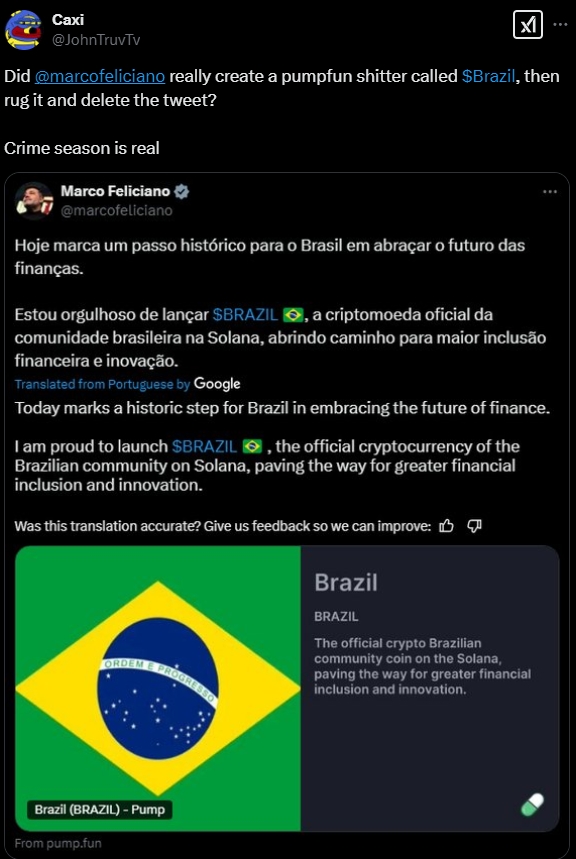 Caxi
@JohnTruvTv
Did @marcofeliciano really create a pumpfun shitter called $Brazil, then
rug it and delete the tweet?
Crime season is real
Marco Feliciano
@marcofeliciano
Hoje marca um passo histórico para o Brasil em abraçar o futuro das
finanças.
Estou orgulhoso de lançar $BRAZIL 🇧🇷, a criptomoeda oficial da
comunidade brasileira na Solana, abrindo caminho para maior inclusão
financeira e inovação.
Translated from Portuguese by Google
Today marks a historic step for Brazil in embracing the future of finance.
I am proud to launch $BRAZIL 🇧🇷 , the official cryptocurrency of the
Brazilian community on Solana, paving the way for greater financial
inclusion and innovation.
Was this translation accurate? Give us feedback so we can improve:
Brazil
BRAZIL
The official crypto Brazilian
community coin on the Solana,
paving the way for greater financial
inclusion and innovation.
ORDEM E PROGRESSO
Brazil (BRAZIL) - Pump
From pump.fun